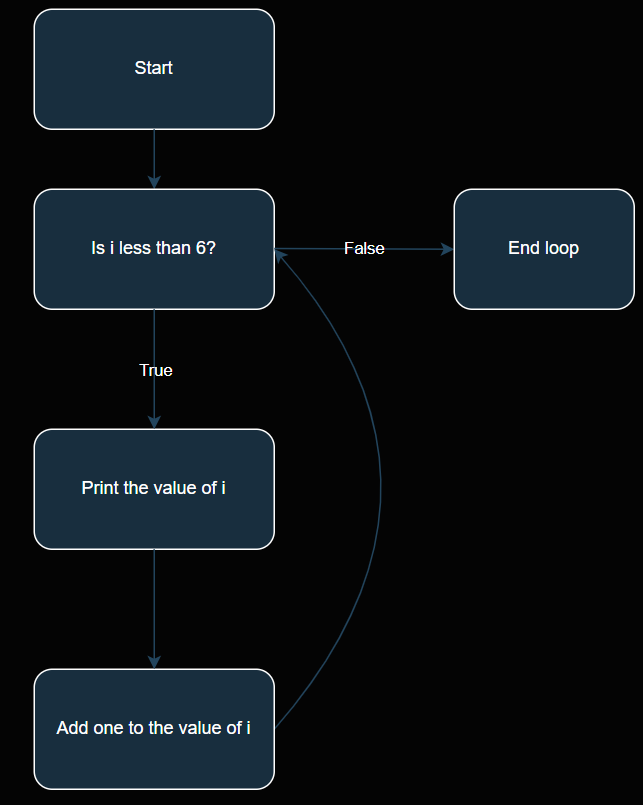 Start
Is i less than 6?
False
End loop
True
Print the value of i
Add one to the value of i